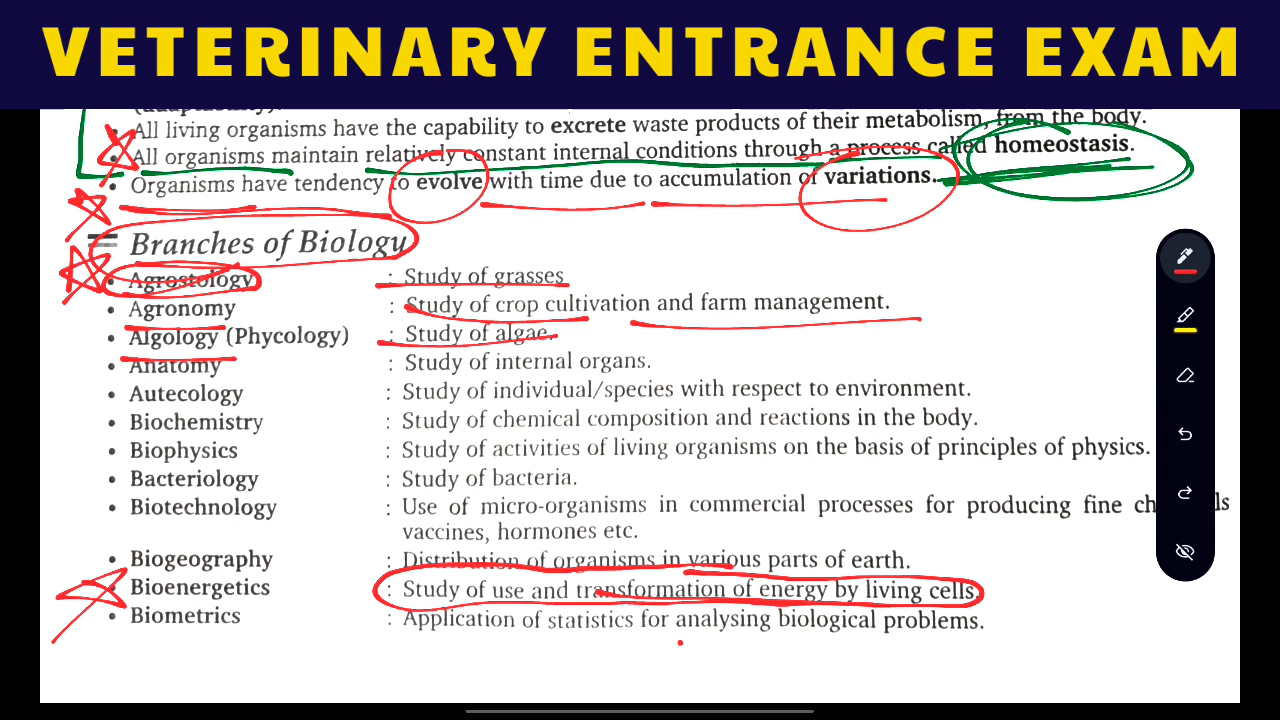 VETERINARY ENTRANCE EXAM
(adaptability).
• All living organisms have the capability to excrete waste products of their metabolism, from the body.
• All organisms maintain relatively constant internal conditions through a process called homeostasis.
• Organisms have tendency to evolve with time due to accumulation of variations.
Branches of Biology
• Agrostology : Study of grasses
• Agronomy : Study of crop cultivation and farm management.
• Algology (Phycology) : Study of algae.
• Anatomy : Study of internal organs.
• Autecology : Study of individual/species with respect to environment.
• Biochemistry : Study of chemical composition and reactions in the body.
• Biophysics : Study of activities of living organisms on the basis of principles of physics.
• Bacteriology : Study of bacteria.
• Biotechnology : Use of micro-organisms in commercial processes for producing fine
vaccines, hormones etc.
• Biogeography : Distribution of organisms in various parts of earth.
• Bioenergetics : Study of use and transformation of energy by living cells.
• Biometrics : Application of statistics for analysing biological problems.